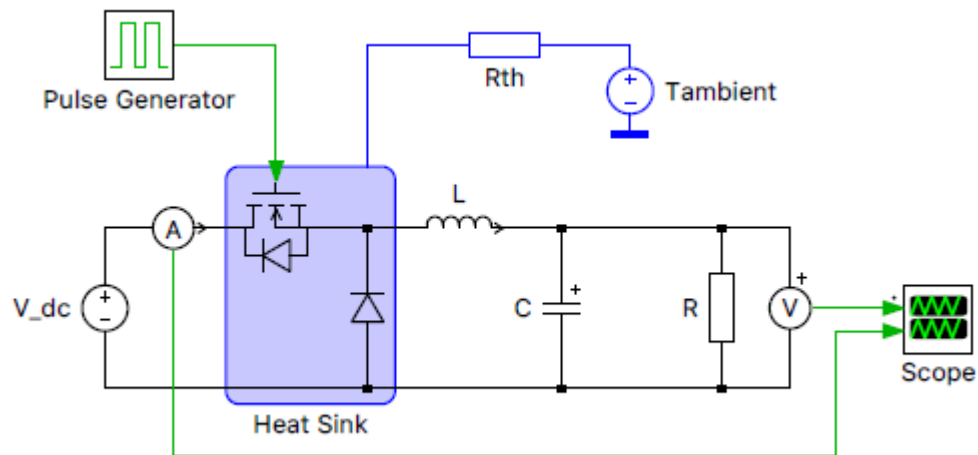 Pulse Generator
Rth
Tambient
L
A
V_dc
C
R
V
Scope
Heat Sink